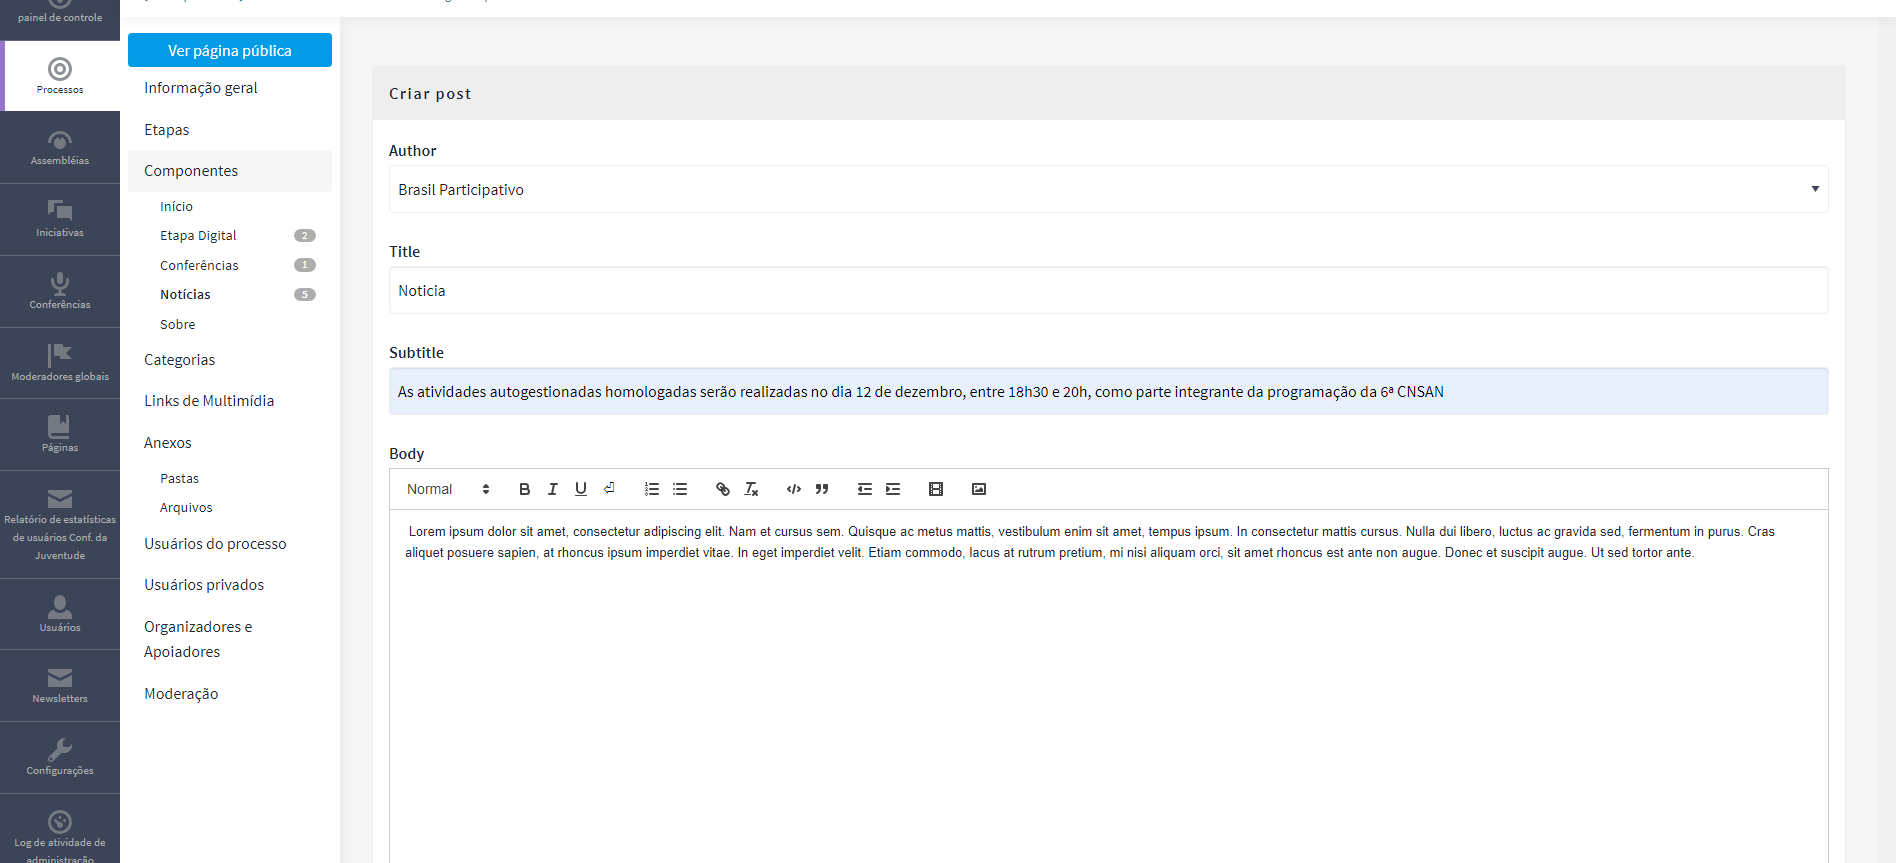 painel de controle
Processos
Assembléias
Iniciativas
Conferências
Moderadores globais
Páginas
Relatório de estatísticas
de usuários Conf. da
Juventude
Usuários
Newsletters
Configurações
Log de atividade de
administração
Ver página pública
Informação geral
Etapas
Componentes
Início
Etapa Digital 2
Conferências 1
Notícias 5
Sobre
Categorias
Links de Multimídia
Anexos
Pastas
Arquivos
Usuários do processo
Usuários privados
Organizadores e
Apoiadores
Moderação
Criar post
Author
Brasil Participativo
Title
Noticia
Subtitle
As atividades autogestionadas homologadas serão realizadas no dia 12 de dezembro, entre 18h30 e 20h, como parte integrante da programação da 6ª CNSAN
Body
Normal
Lorem ipsum dolor sit amet, consectetur adipiscing elit. Nam et cursus sem. Quisque ac metus mattis, vestibulum enim sit amet, tempus ipsum. In consectetur mattis cursus. Nulla dui libero, luctus ac gravida sed, fermentum in purus. Cras
aliquet posuere sapien, at rhoncus ipsum imperdiet vitae. In eget imperdiet velit. Etiam commodo, lacus at rutrum pretium, mi nisi aliquam orci, sit amet rhoncus est ante non augue. Donec et suscipit augue. Ut sed tortor ante.